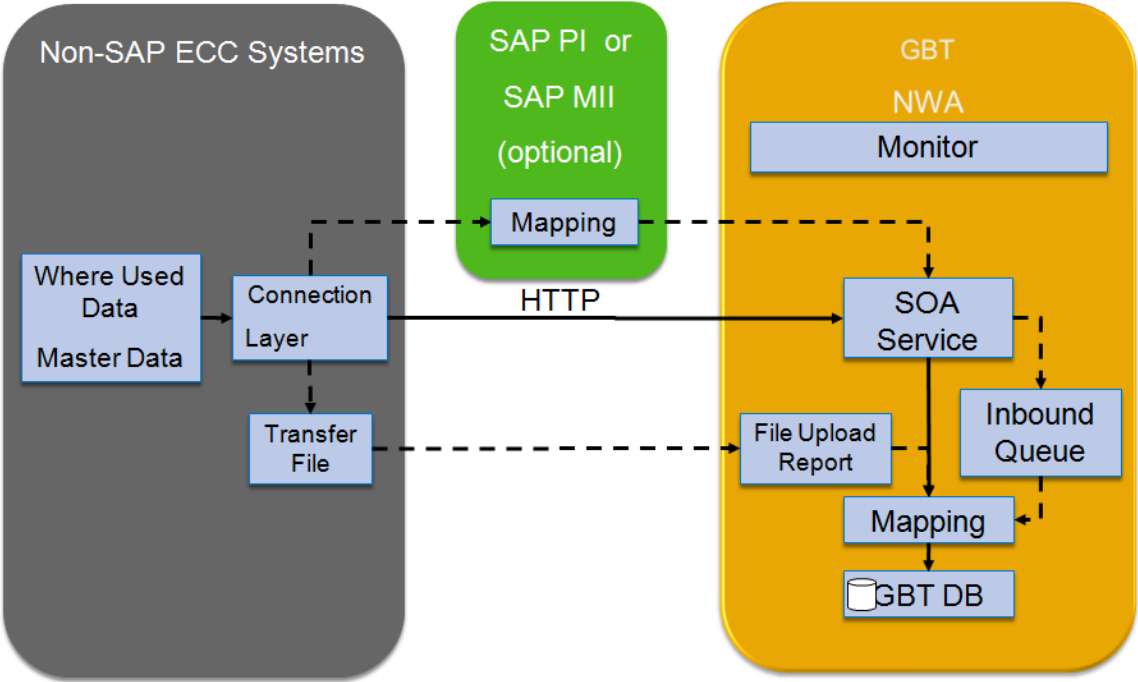 Non-SAP ECC Systems
SAP PI or
SAP MII
(optional)
Mapping
GBT
NWA
Monitor
Where Used
Data
Master Data
Connection
Layer
HTTP
SOA
Service
Transfer
File
File Upload
Report
Inbound
Queue
Mapping
GBT DB